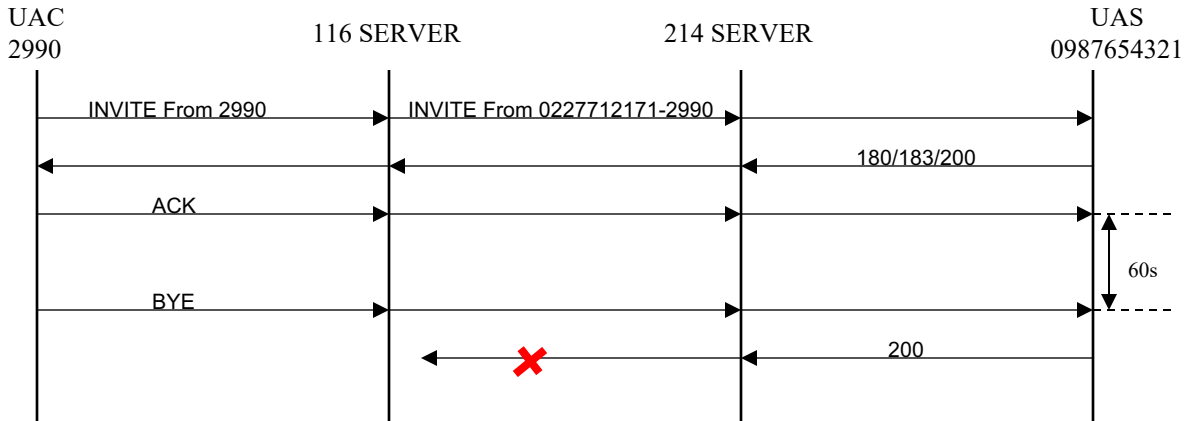 UAC
2990
116 SERVER
214 SERVER
UAS
0987654321
INVITE From 2990
INVITE From 0227712171-2990
180/183/200
ACK
60s
BYE
200